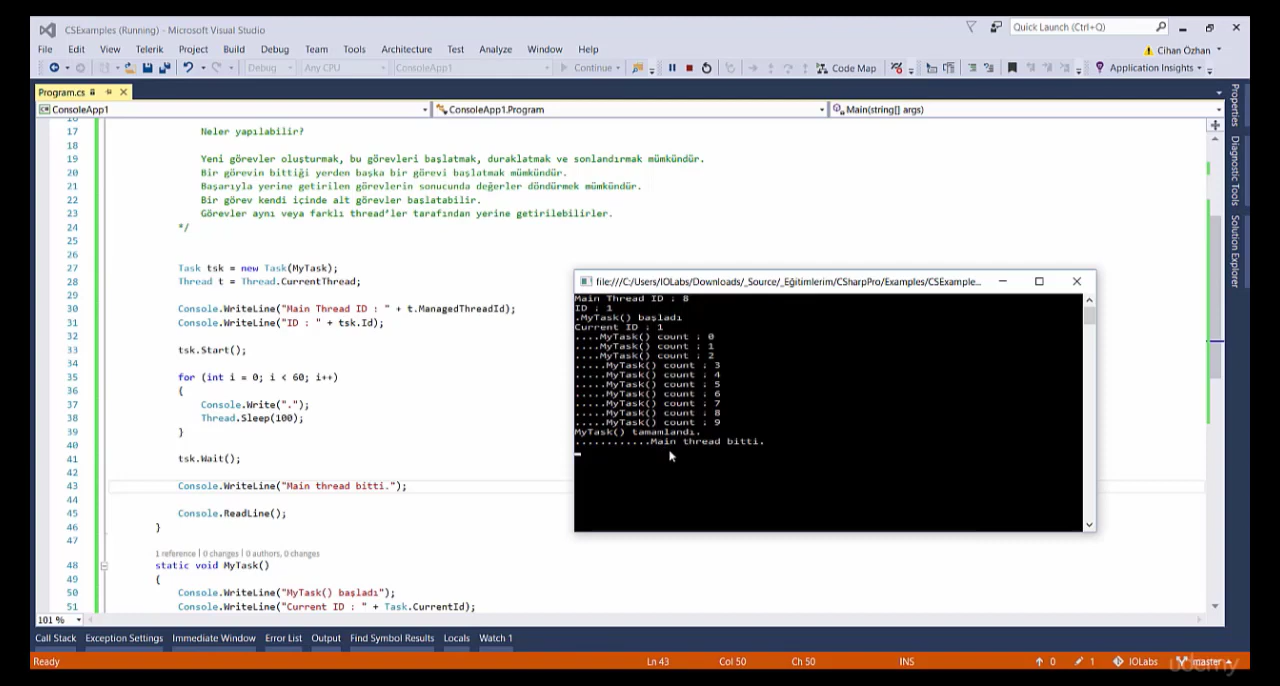 CSExamples (Running) - Microsoft Visual Studio
Quick Launch (Ctrl+Q)
File Edit View Telerik Project Build Debug Team Tools Architecture Test Analyze Window Help
Cihan Özhan
Debug Any CPU ConsoleApp1 Continue Code Map Application Insights
Program.cs
ConsoleApp1 ConsoleApp1.Program Main(string[] args)
16
17 Neler yapılabilir?
18
19 Yeni görevler oluşturmak, bu görevleri başlatmak, duraklatmak ve sonlandırmak mümkündür.
20 Bir görevin bittiği yerden başka bir görevi başlatmak mümkündür.
21 Başarıyla yerine getirilen görevlerin sonucunda değerler döndürmek mümkündür.
22 Bir görev kendi içinde alt görevler başlatabilir.
23 Görevler aynı veya farklı thread'ler tarafından yerine getirilebilirler.
24 */
25
26
27 Task tsk = new Task(MyTask);
28 Thread t = Thread.CurrentThread;
29
30 Console.WriteLine("Main Thread ID : " + t.ManagedThreadId);
31 Console.WriteLine("ID : " + tsk.Id);
32
33 tsk.Start();
34
35 for (int i = 0; i < 60; i++)
36 {
37 Console.Write(".");
38 Thread.Sleep(100);
39 }
40
41 tsk.Wait();
42
43 Console.WriteLine("Main thread bitti.");
44
45 Console.ReadLine();
46 }
47
1 reference | 0 changes | 0 authors, 0 changes
48 static void MyTask()
49 {
50 Console.WriteLine("MyTask() başladı");
51 Console.WriteLine("Current ID : " + Task.CurrentId);
file:///C:/Users/IOLabs/Downloads/_Source/_Eğitimlerim/CSharpPro/Examples/CSExample...
Main Thread ID : 8
ID : 1
.MyTask() başladı
Current ID : 1
....MyTask() count : 0
....MyTask() count : 1
....MyTask() count : 2
.....MyTask() count : 3
.....MyTask() count : 4
.....MyTask() count : 5
.....MyTask() count : 6
.....MyTask() count : 7
.....MyTask() count : 8
.....MyTask() count : 9
MyTask() tamamlandı.
............Main thread bitti.
Properties
Diagnostic Tools
Solution Explorer
101 %
Call Stack Exception Settings Immediate Window Error List Output Find Symbol Results Locals Watch 1
Ready Ln 43 Col 50 Ch 50 INS 0 1 IOLabs master
udemy